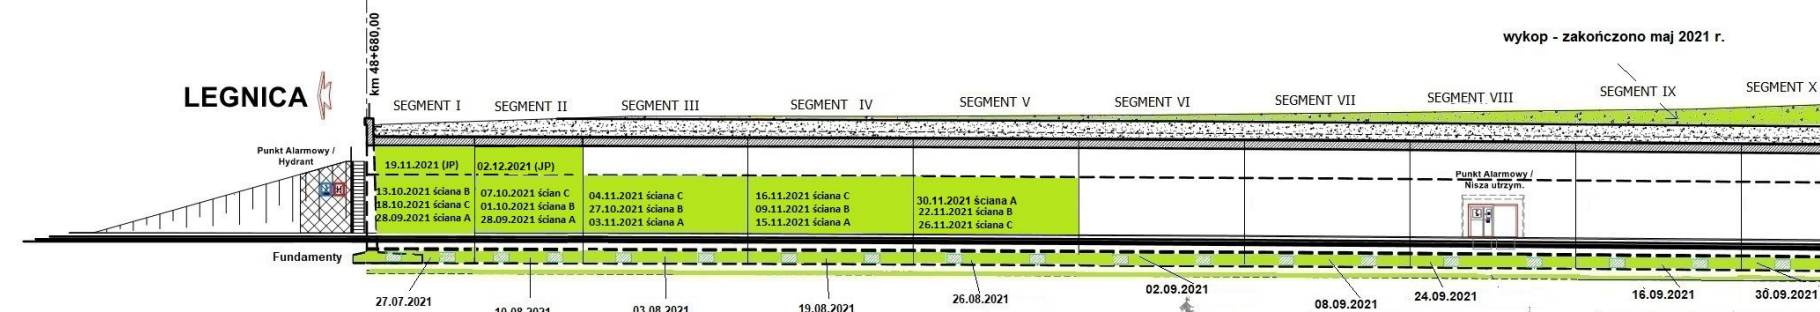 wykop - zakończono maj 2021 r.
km 48+680,00
LEGNICA
SEGMENT I
SEGMENT II
SEGMENT III
SEGMENT IV
SEGMENT V
SEGMENT VI
SEGMENT VII
SEGMENT VIII
SEGMENT IX
SEGMENT X
Punkt Alarmowy /
Hydrant
19.11.2021 (JP)
13.10.2021 ściana B
18.10.2021 ściana C
28.09.2021 ściana A
02.12.2021 (JP)
07.10.2021 ścian C
01.10.2021 ściana B
28.09.2021 ściana A
04.11.2021 ściana C
27.10.2021 ściana B
03.11.2021 ściana A
16.11.2021 ściana C
09.11.2021 ściana B
15.11.2021 ściana A
30.11.2021 ściana A
22.11.2021 ściana B
26.11.2021 ściana C
Punkt Alarmowy /
Nisza utrzym.
Fundamenty
27.07.2021
10.08.2021
03.08.2021
19.08.2021
26.08.2021
02.09.2021
08.09.2021
24.09.2021
16.09.2021
30.09.2021